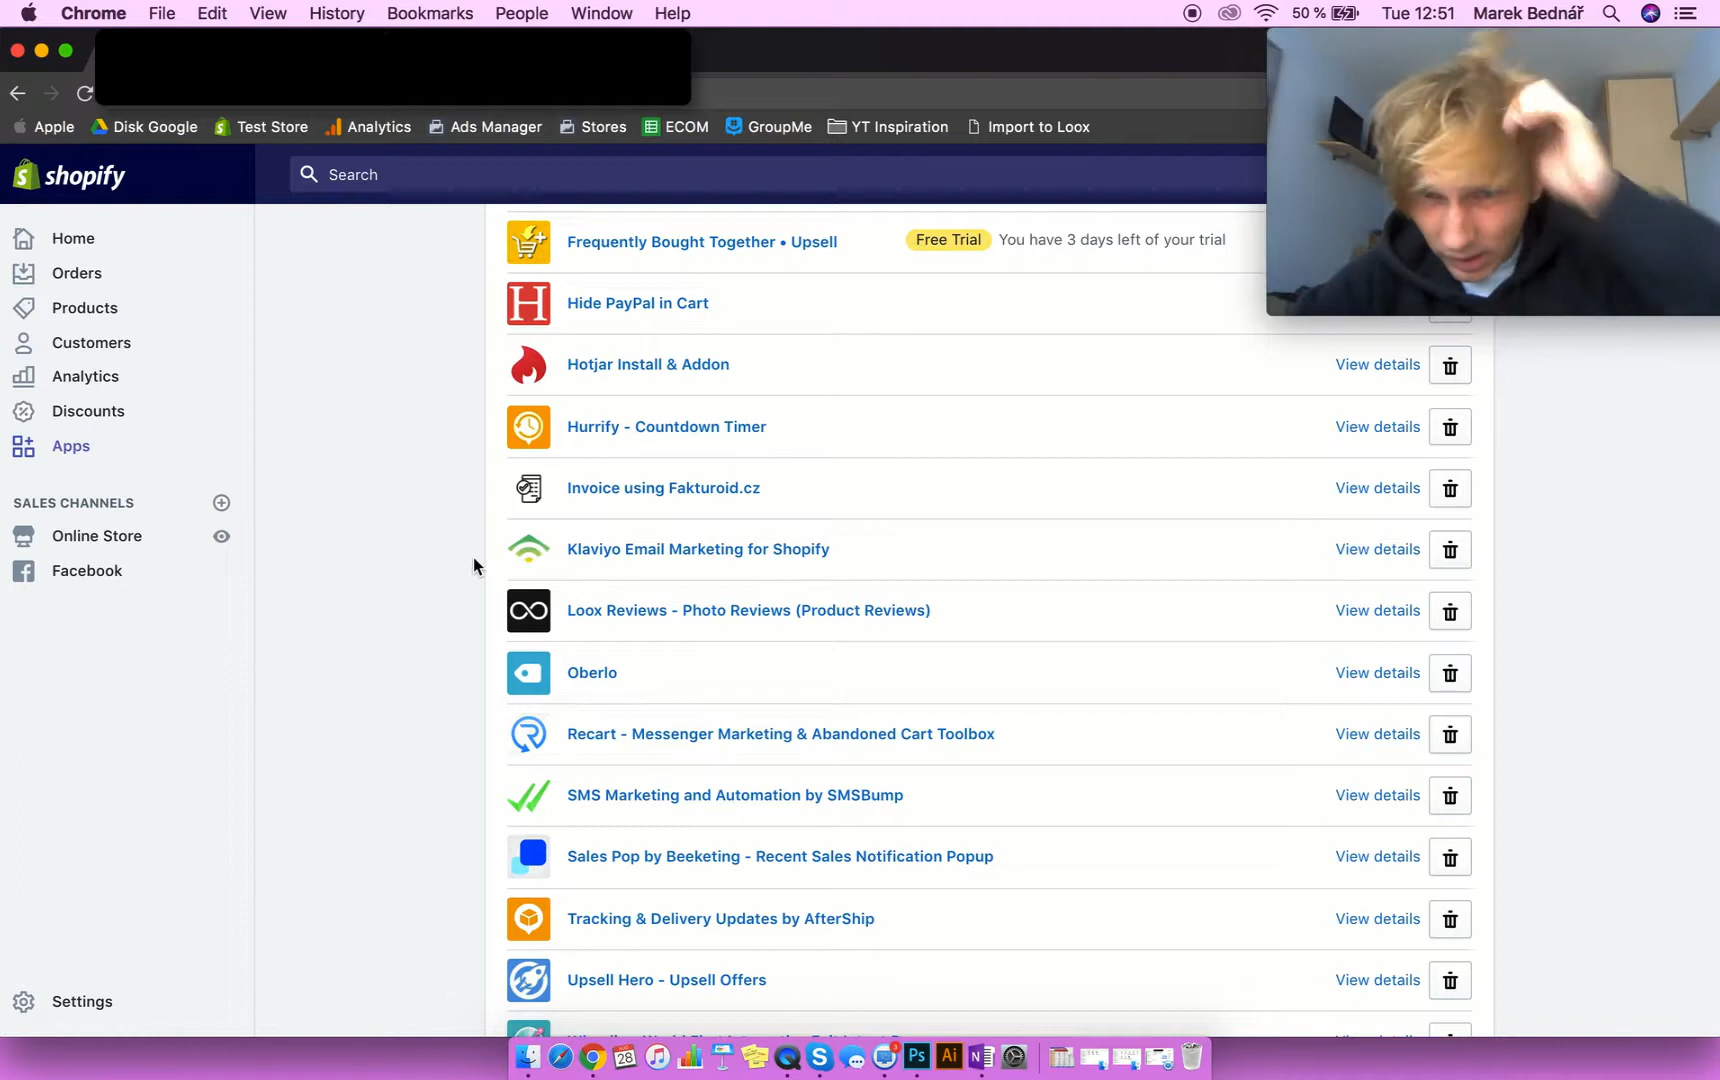 Chrome File Edit View History Bookmarks People Window Help 50 % Tue 12:51 Marek Bednář
Apple Disk Google Test Store Analytics Ads Manager Stores ECOM GroupMe YT Inspiration Import to Loox
shopify Search
Home
Orders
Products
Customers
Analytics
Discounts
Apps
SALES CHANNELS
Online Store
Facebook
Settings
Frequently Bought Together • Upsell Free Trial You have 3 days left of your trial
H Hide PayPal in Cart
Hotjar Install & Addon View details
Hurrify - Countdown Timer View details
Invoice using Fakturoid.cz View details
Klaviyo Email Marketing for Shopify View details
Loox Reviews - Photo Reviews (Product Reviews) View details
Oberlo View details
Recart - Messenger Marketing & Abandoned Cart Toolbox View details
SMS Marketing and Automation by SMSBump View details
Sales Pop by Beeketing - Recent Sales Notification Popup View details
Tracking & Delivery Updates by AfterShip View details
Upsell Hero - Upsell Offers View details
28 3 Ps Ai N